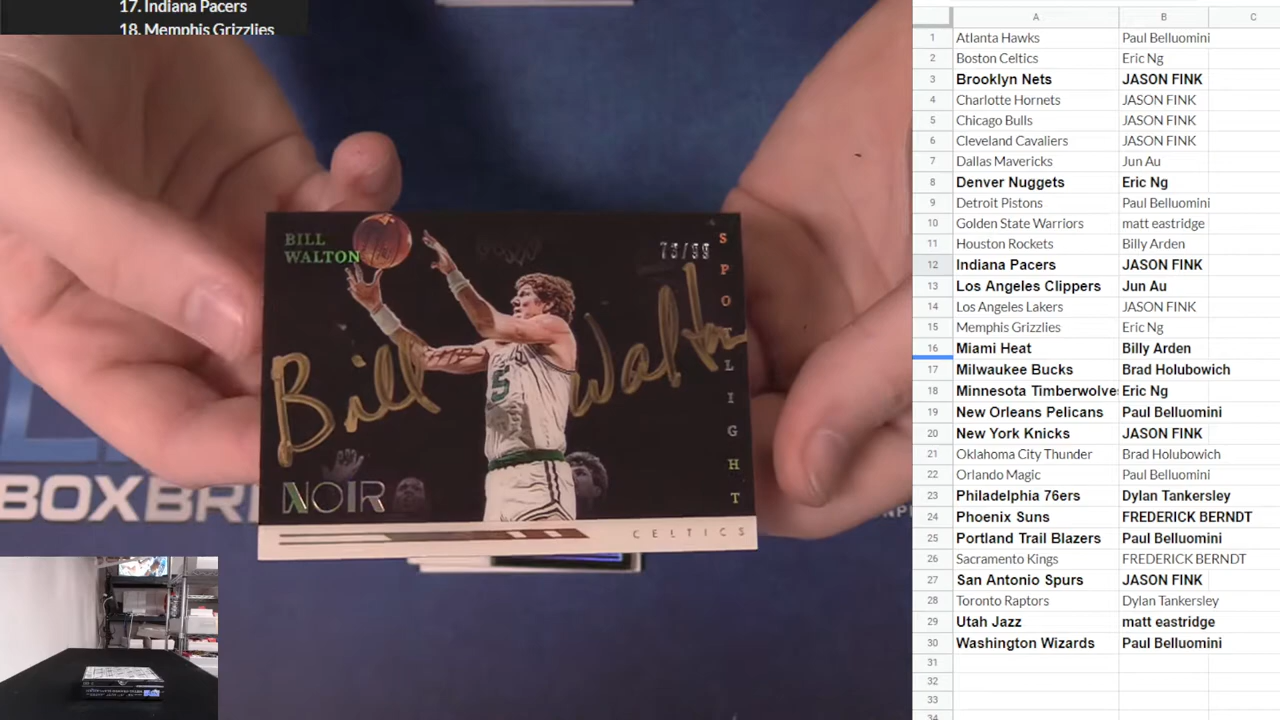 17. Indiana Pacers
18. Memphis Grizzlies
BILL
WALTON
SPOTLIGHT
Bill Walton
NOIR
CELTICS
A B C
1 Atlanta Hawks Paul Belluomini
2 Boston Celtics Eric Ng
3 Brooklyn Nets JASON FINK
4 Charlotte Hornets JASON FINK
5 Chicago Bulls JASON FINK
6 Cleveland Cavaliers JASON FINK
7 Dallas Mavericks Jun Au
8 Denver Nuggets Eric Ng
9 Detroit Pistons Paul Belluomini
10 Golden State Warriors matt eastridge
11 Houston Rockets Billy Arden
12 Indiana Pacers JASON FINK
13 Los Angeles Clippers Jun Au
14 Los Angeles Lakers JASON FINK
15 Memphis Grizzlies Eric Ng
16 Miami Heat Billy Arden
17 Milwaukee Bucks Brad Holubowich
18 Minnesota Timberwolve Eric Ng
19 New Orleans Pelicans Paul Belluomini
20 New York Knicks JASON FINK
21 Oklahoma City Thunder Brad Holubowich
22 Orlando Magic Paul Belluomini
23 Philadelphia 76ers Dylan Tankersley
24 Phoenix Suns FREDERICK BERNDT
25 Portland Trail Blazers Paul Belluomini
26 Sacramento Kings FREDERICK BERNDT
27 San Antonio Spurs JASON FINK
28 Toronto Raptors Dylan Tankersley
29 Utah Jazz matt eastridge
30 Washington Wizards Paul Belluomini
31
32
33
34